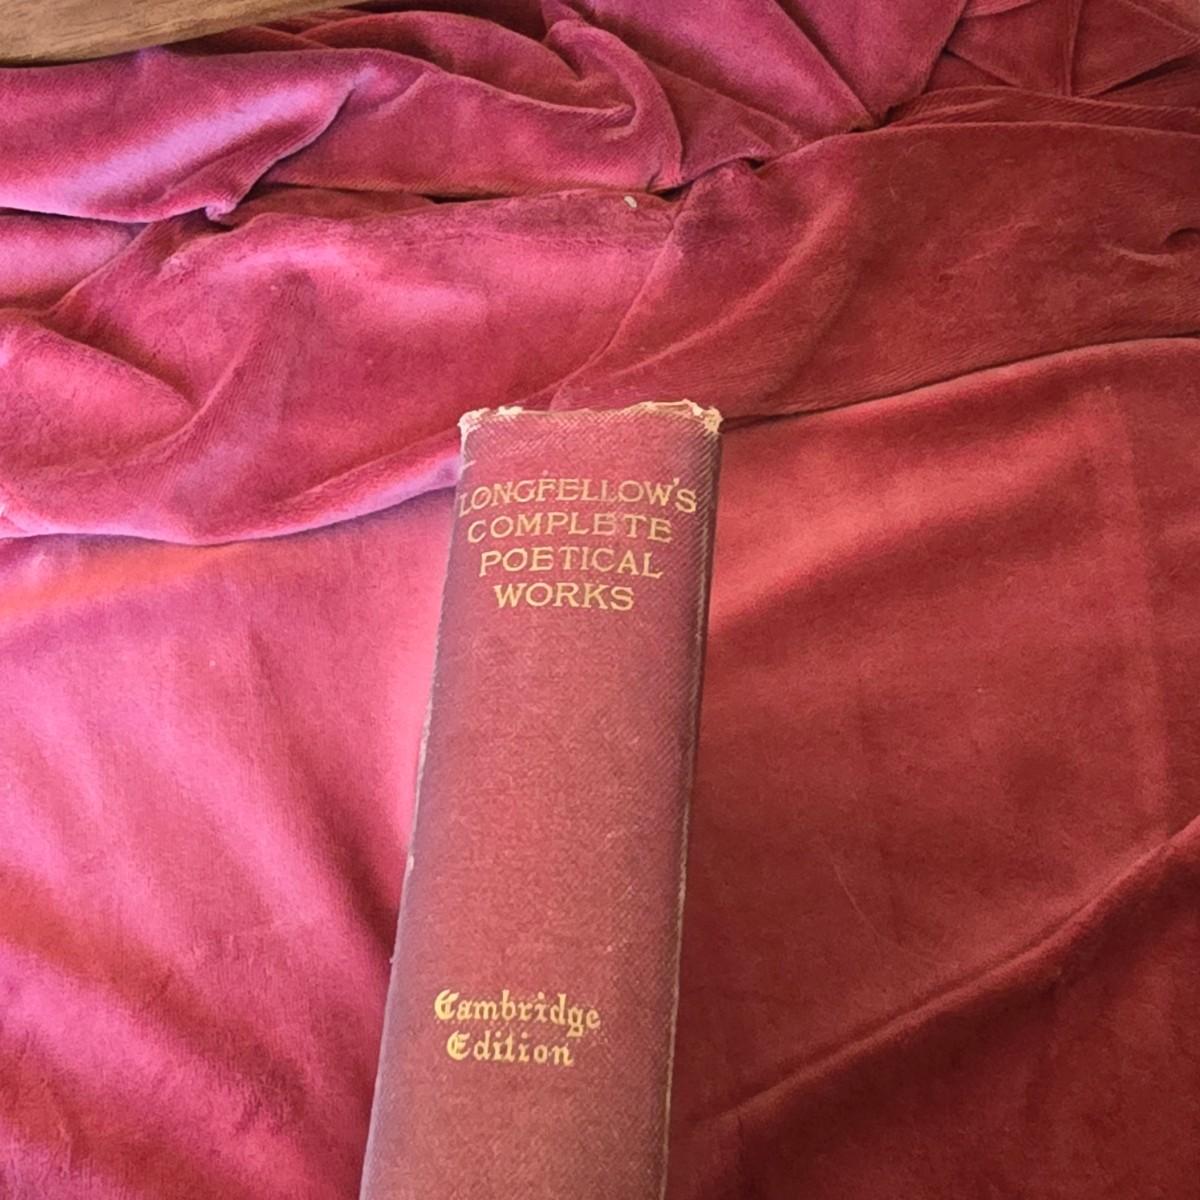 LONGFELLOW'S
COMPLETE
POETICAL
WORKS
Cambridge
Edition